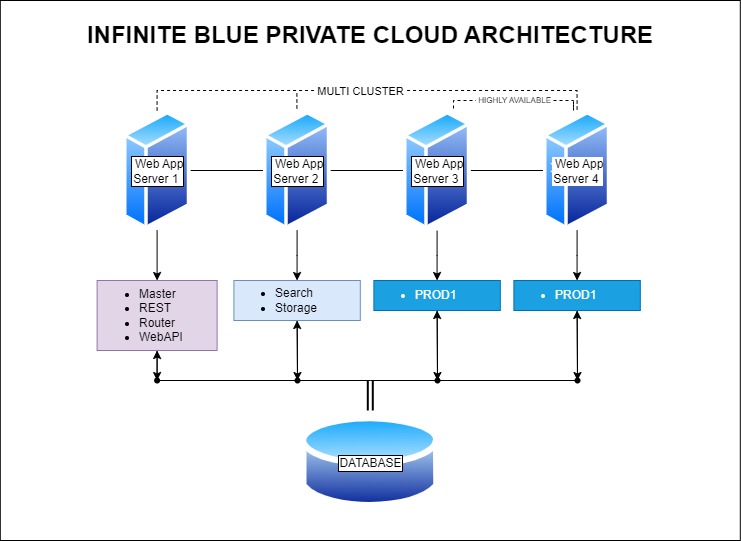 INFINITE BLUE PRIVATE CLOUD ARCHITECTURE
MULTI CLUSTER
HIGHLY AVAILABLE
Web App
Server 1
Web App
Server 2
Web App
Server 3
Web App
Server 4
Master
REST
Router
WebAPI
Search
Storage
PROD1
PROD1
DATABASE